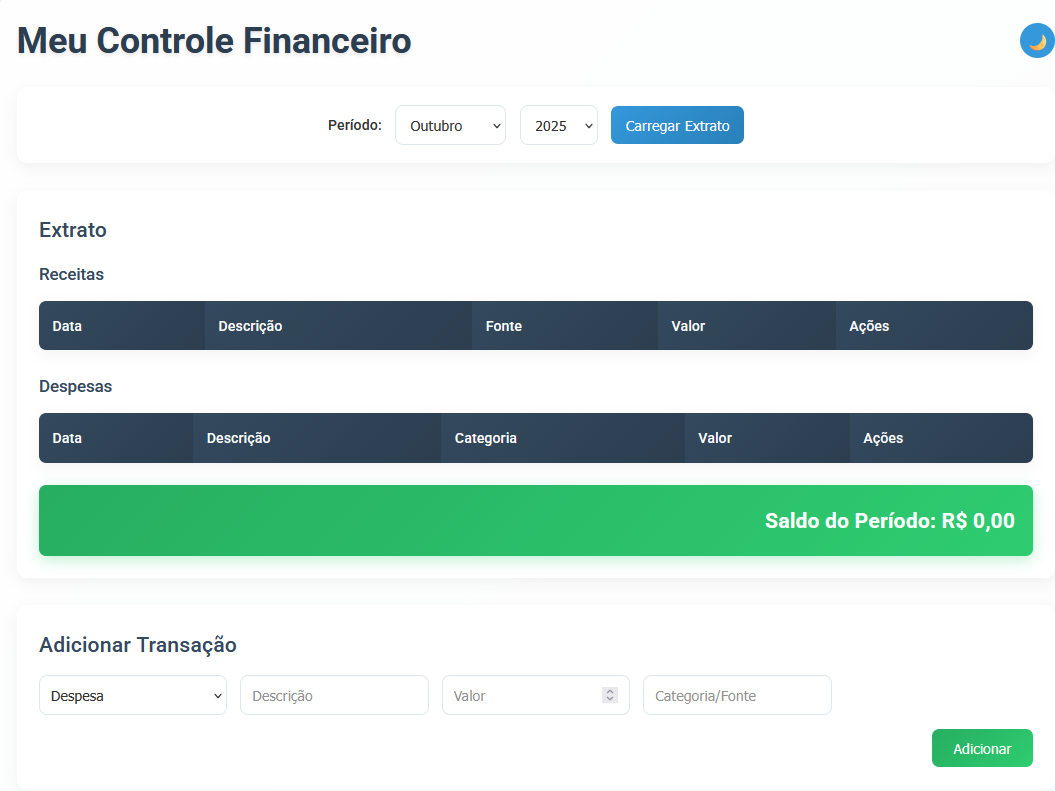 Meu Controle Financeiro
Período: Outubro 2025 Carregar Extrato
Extrato
Receitas
Data Descrição Fonte Valor Ações
Despesas
Data Descrição Categoria Valor Ações
Saldo do Período: R$ 0,00
Adicionar Transação
Despesa Descrição Valor Categoria/Fonte
Adicionar